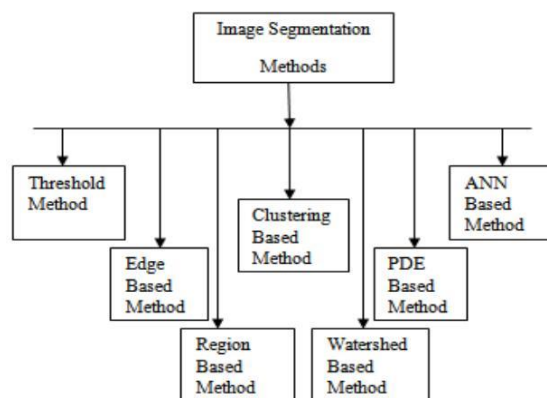 Image Segmentation
Methods
Threshold
Method
ANN
Based
Method
Clustering
Based
Method
Edge
Based
Method
PDE
Based
Method
Region
Based
Method
Watershed
Based
Method